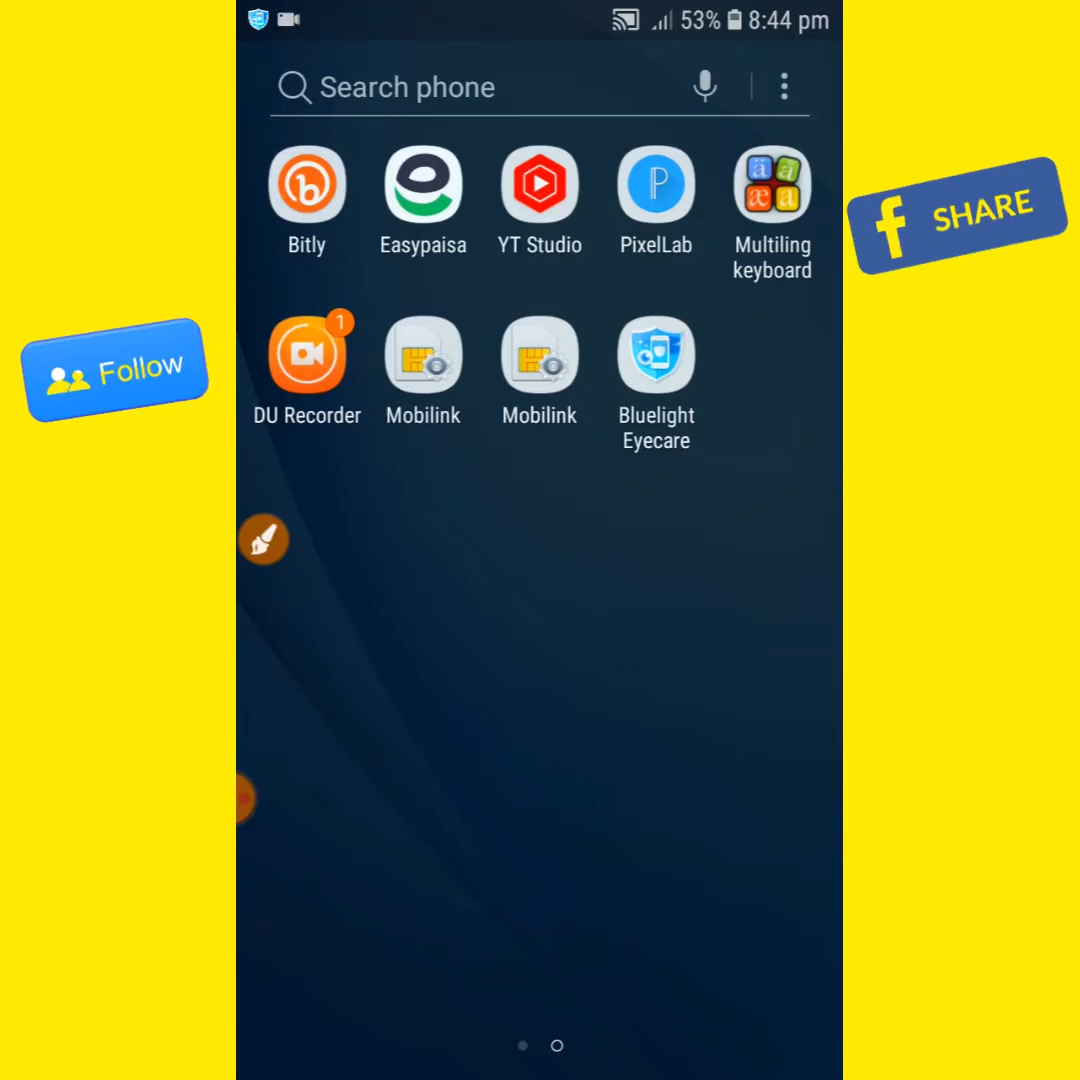 53% 8:44 pm
Search phone
Bitly
Easypaisa
YT Studio
PixelLab
Multiling
keyboard
SHARE
Follow
1
DU Recorder
Mobilink
Mobilink
Bluelight
Eyecare